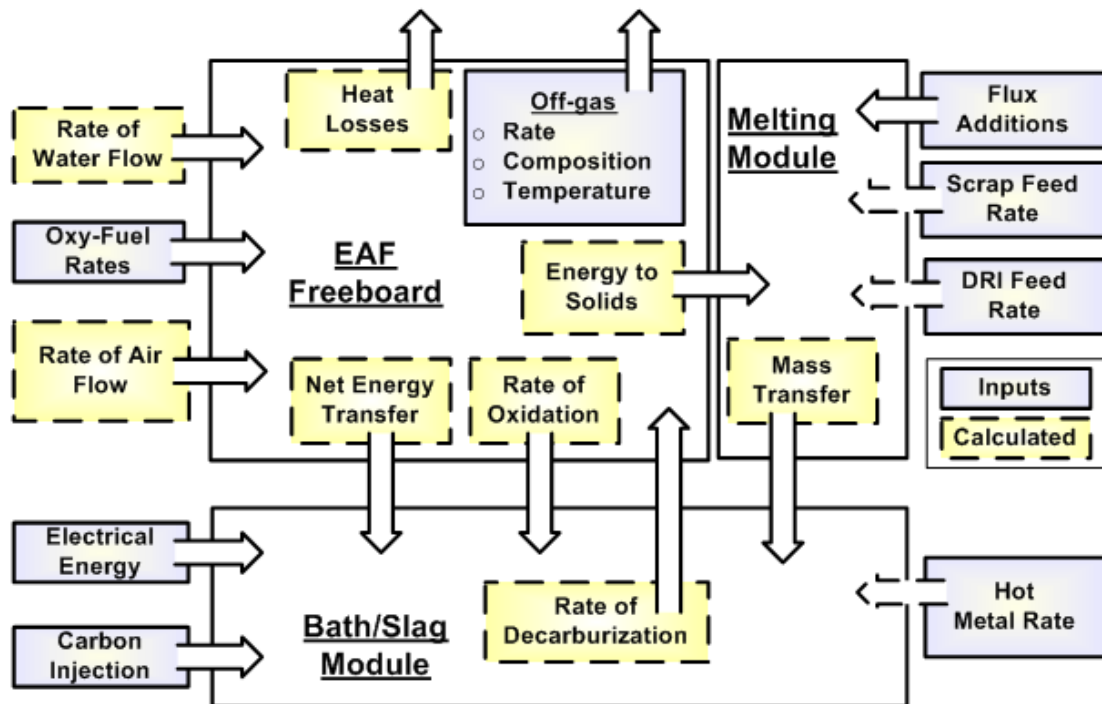 Heat
Losses
Off-gas
Rate
Composition
Temperature
Melting
Module
Flux
Additions
Rate of
Water Flow
Scrap Feed
Rate
Oxy-Fuel
Rates
EAF
Freeboard
Energy to
Solids
DRI Feed
Rate
Rate of Air
Flow
Net Energy
Transfer
Rate of
Oxidation
Mass
Transfer
Inputs
Calculated
Electrical
Energy
Hot
Metal Rate
Rate of
Decarburization
Bath/Slag
Module
Carbon
Injection